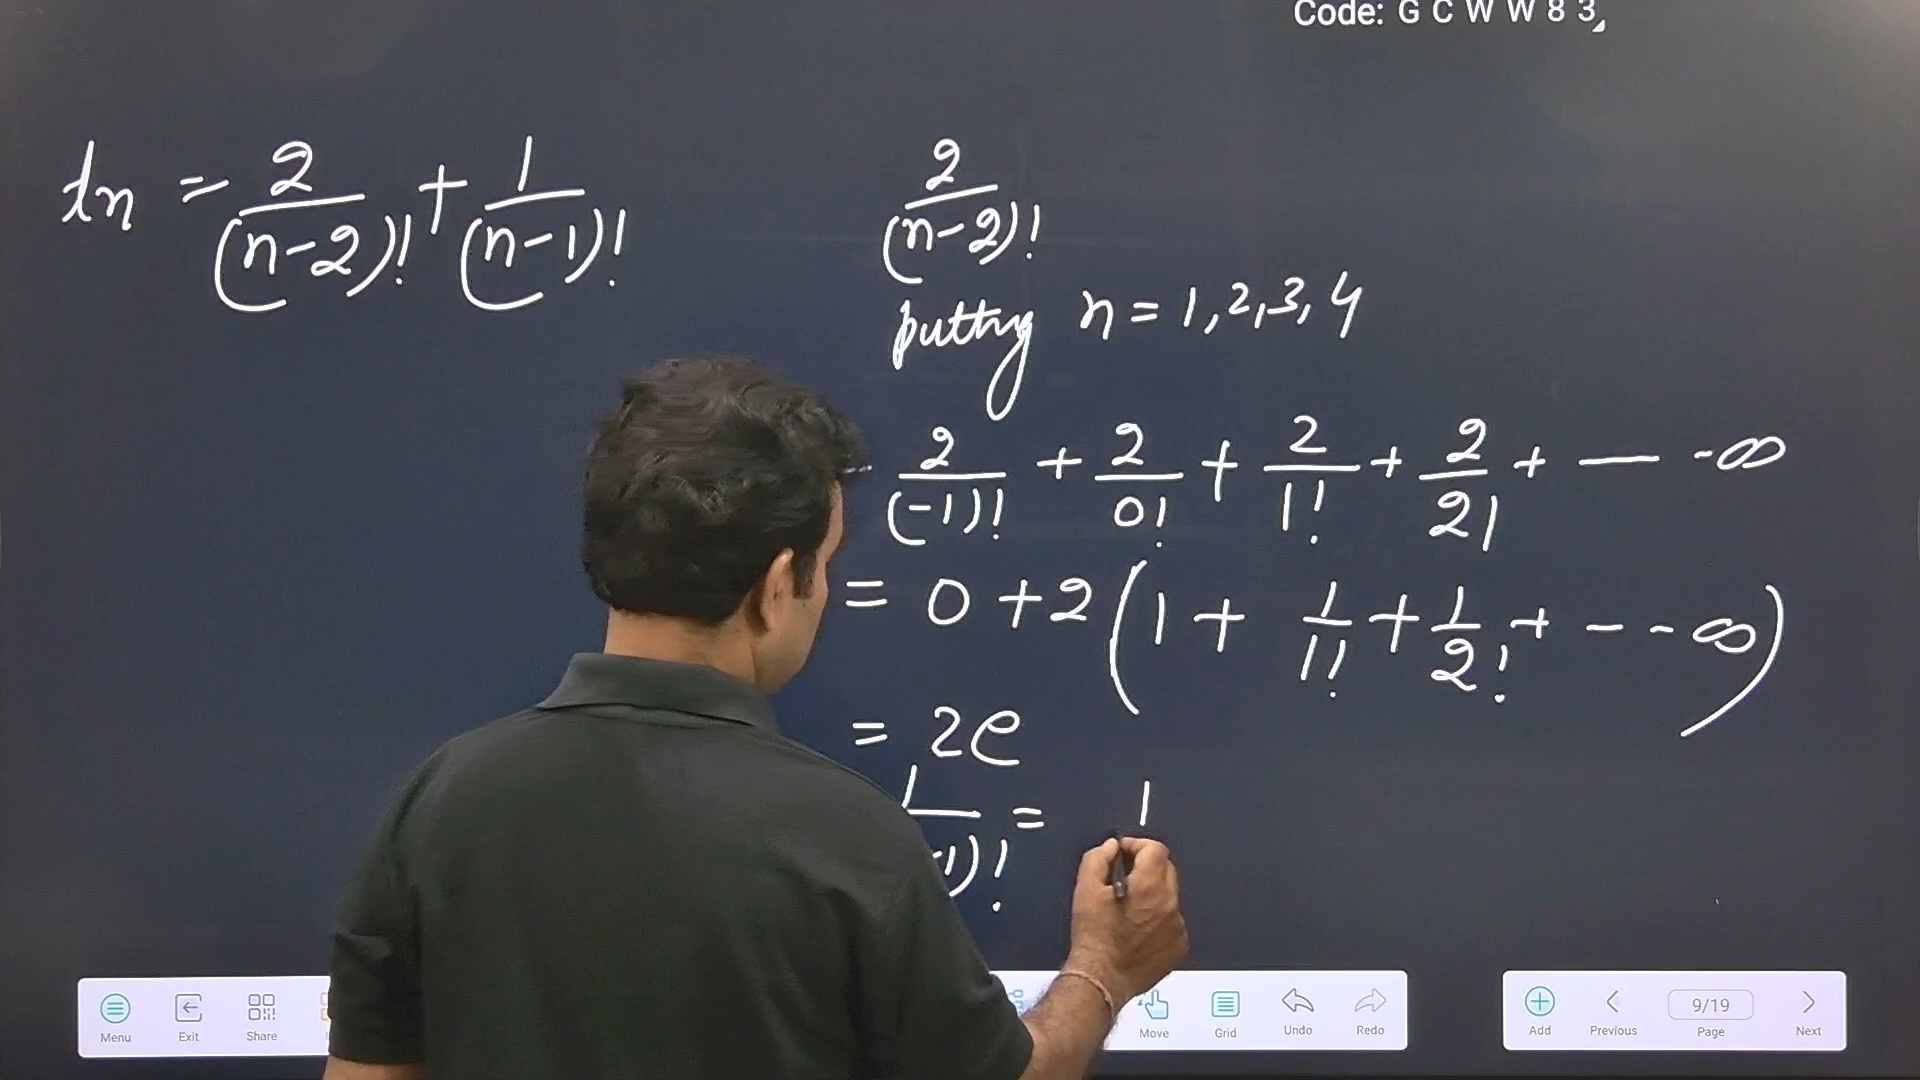 Code: G C W W 8 3
tn = 2/(n-2)! + 1/(n-1)!
2/(n-2)!
putting n = 1, 2, 3, 4
2/(-1)! + 2/0! + 2/1! + 2/2! + — -∞
= 0 + 2 (1 + 1/1! + 1/2! + - - ∞)
= 2e
1/ -1)! = 1
Menu Exit Share Move Grid Undo Redo Add Previous 9/19 Page Next